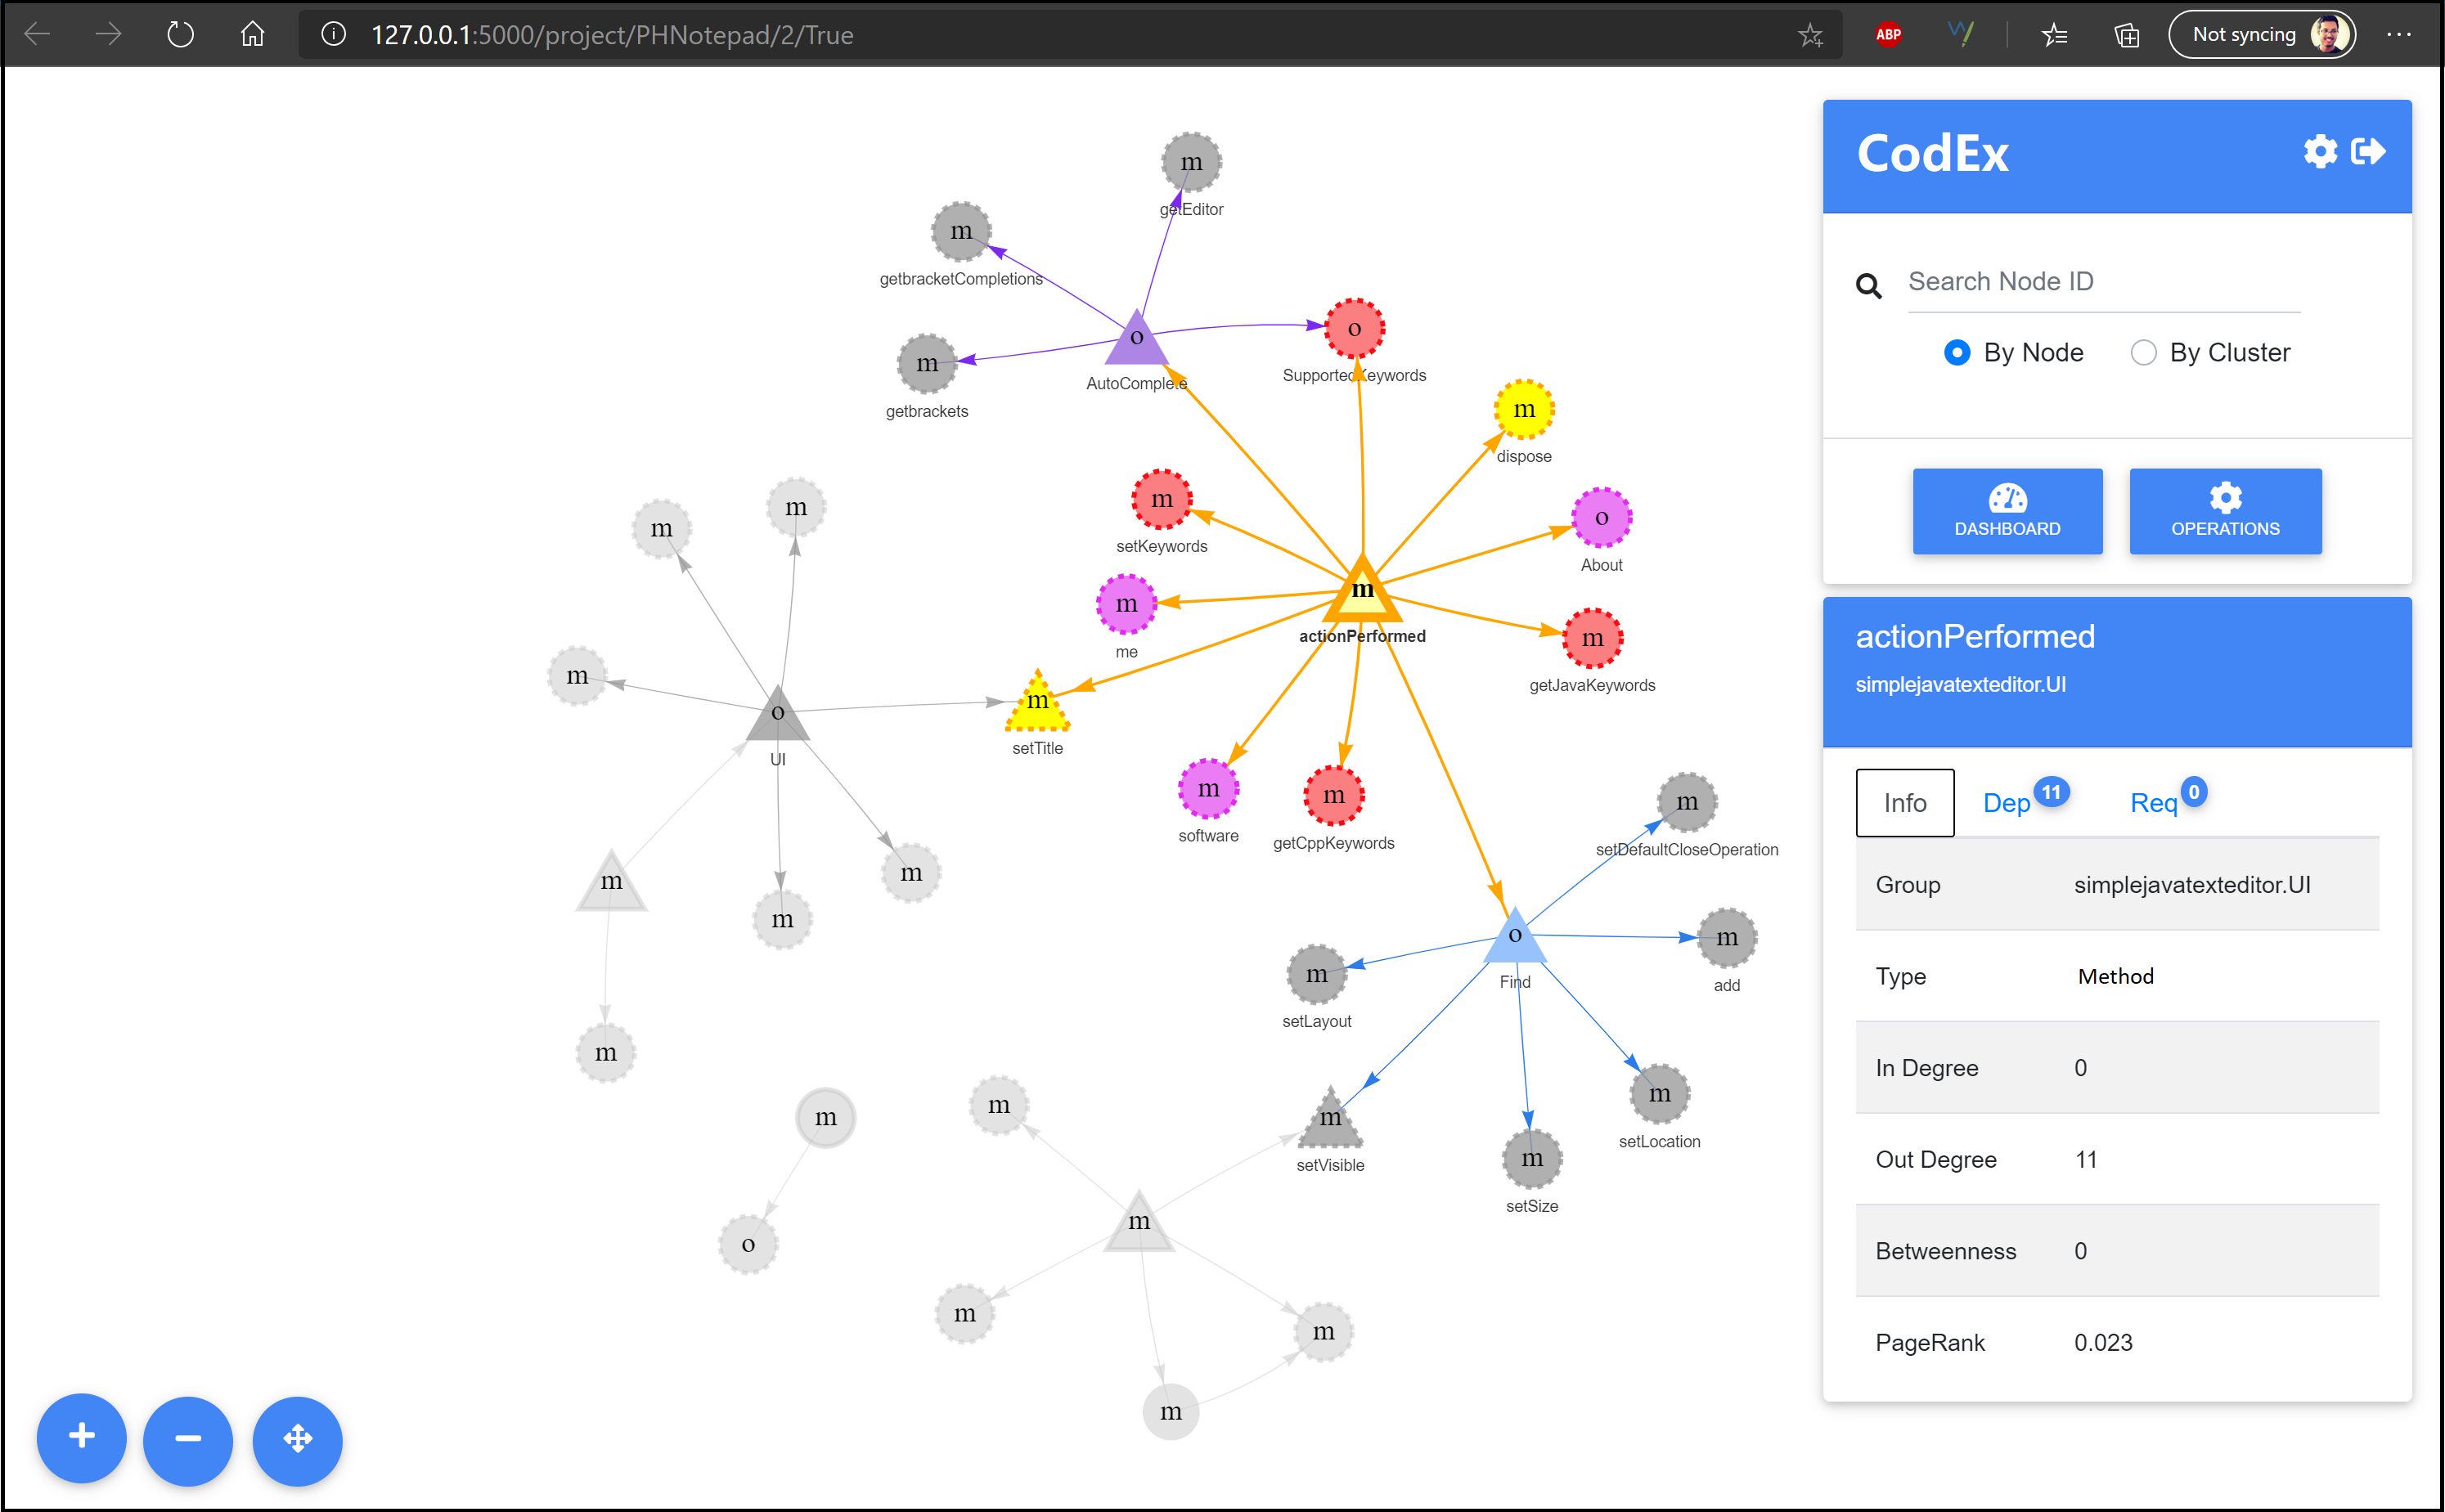 127.0.0.1:5000/project/PHNotepad/2/True
ABP
Not syncing
CodEx
Search Node ID
By Node
By Cluster
DASHBOARD
OPERATIONS
actionPerformed
simplejavatexteditor.UI
Info
Dep 11
Req 0
Group simplejavatexteditor.UI
Type Method
In Degree 0
Out Degree 11
Betweenness 0
PageRank 0.023
m
getEditor
m
getbracketCompletions
o
AutoComplete
o
SupportedKeywords
m
getbrackets
m
dispose
m
setKeywords
m
m
o
About
m
me
m
actionPerformed
m
getJavaKeywords
m
m
setTitle
o
UI
m
software
m
getCppKeywords
m
setDefaultCloseOperation
m
m
m
o
Find
m
add
m
setLayout
m
m
m
m
setVisible
m
setLocation
m
setSize
m
o
m
m
m
m